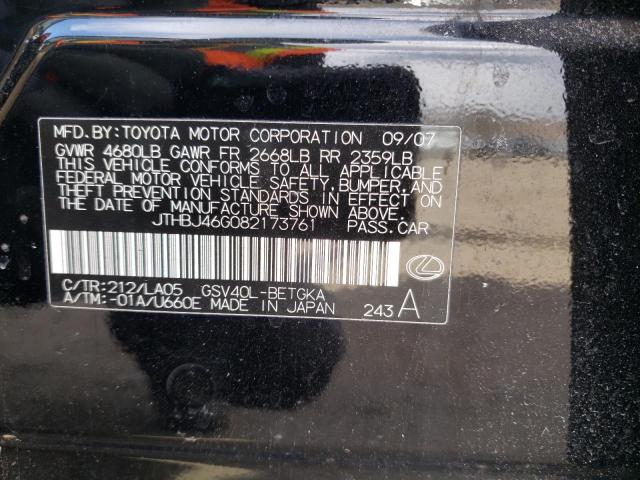 MFD.BY:TOYOTA MOTOR CORPORATION 09/07
GVWR 4680LB GAWR FR 2668LB RR 2359LB
THIS VEHICLE CONFORMS TO ALL APPLICABLE
FEDERAL MOTOR VEHICLE SAFETY, BUMPER, AND
THEFT PREVENTION STANDARDS IN EFFECT ON
THE DATE OF MANUFACTURE SHOWN ABOVE.
JTHBJ46G082173761 PASS.CAR
C/TR:212/LA05 GSV40L-BETGKA
A/TM:-01A/U660E MADE IN JAPAN 243 A